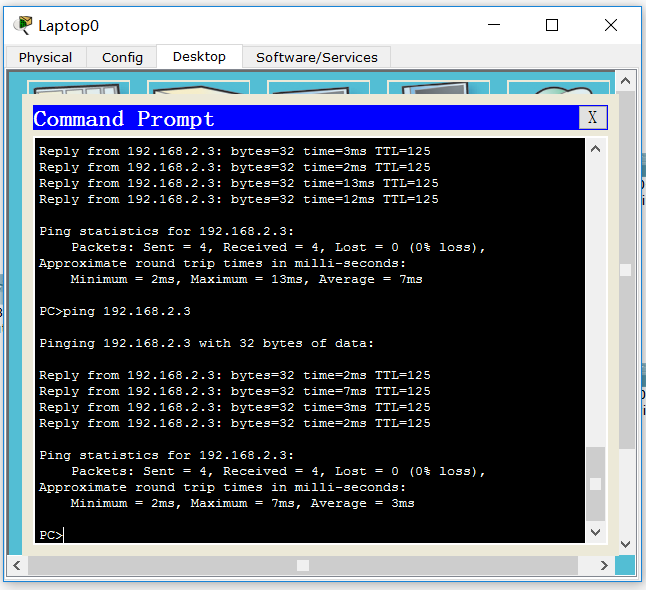 Laptop0
Physical Config Desktop Software/Services
Command Prompt X
Reply from 192.168.2.3: bytes=32 time=3ms TTL=125
Reply from 192.168.2.3: bytes=32 time=2ms TTL=125
Reply from 192.168.2.3: bytes=32 time=13ms TTL=125
Reply from 192.168.2.3: bytes=32 time=12ms TTL=125
Ping statistics for 192.168.2.3:
Packets: Sent = 4, Received = 4, Lost = 0 (0% loss),
Approximate round trip times in milli-seconds:
Minimum = 2ms, Maximum = 13ms, Average = 7ms
PC>ping 192.168.2.3
Pinging 192.168.2.3 with 32 bytes of data:
Reply from 192.168.2.3: bytes=32 time=2ms TTL=125
Reply from 192.168.2.3: bytes=32 time=7ms TTL=125
Reply from 192.168.2.3: bytes=32 time=3ms TTL=125
Reply from 192.168.2.3: bytes=32 time=2ms TTL=125
Ping statistics for 192.168.2.3:
Packets: Sent = 4, Received = 4, Lost = 0 (0% loss),
Approximate round trip times in milli-seconds:
Minimum = 2ms, Maximum = 7ms, Average = 3ms
PC>